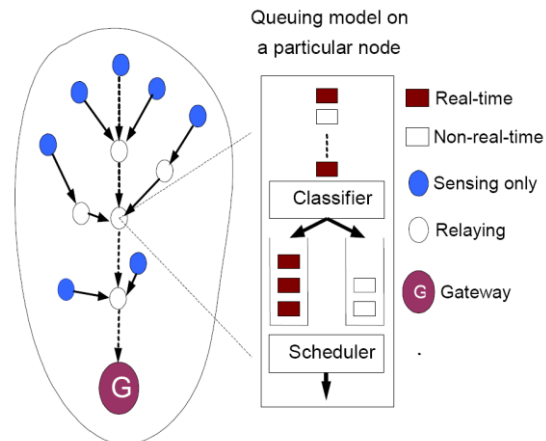 Queuing model on
a particular node
Real-time
Non-real-time
Classifier
Sensing only
Relaying
G Gateway
Scheduler
G